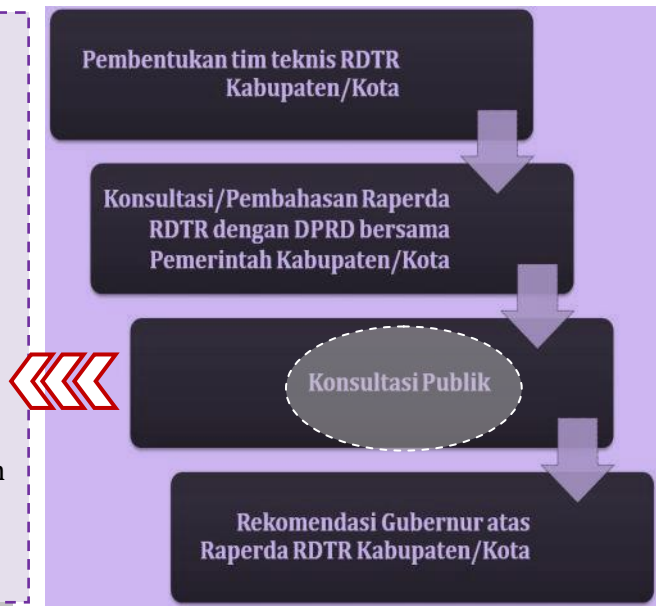 Pembentukan tim teknis RDTR
Kabupaten/Kota
Konsultasi/Pembahasan Raperda
RDTR dengan DPRD bersama
Pemerintah Kabupaten/Kota
Konsultasi Publik
Rekomendasi Gubernur atas
Raperda RDTR Kabupaten/Kota